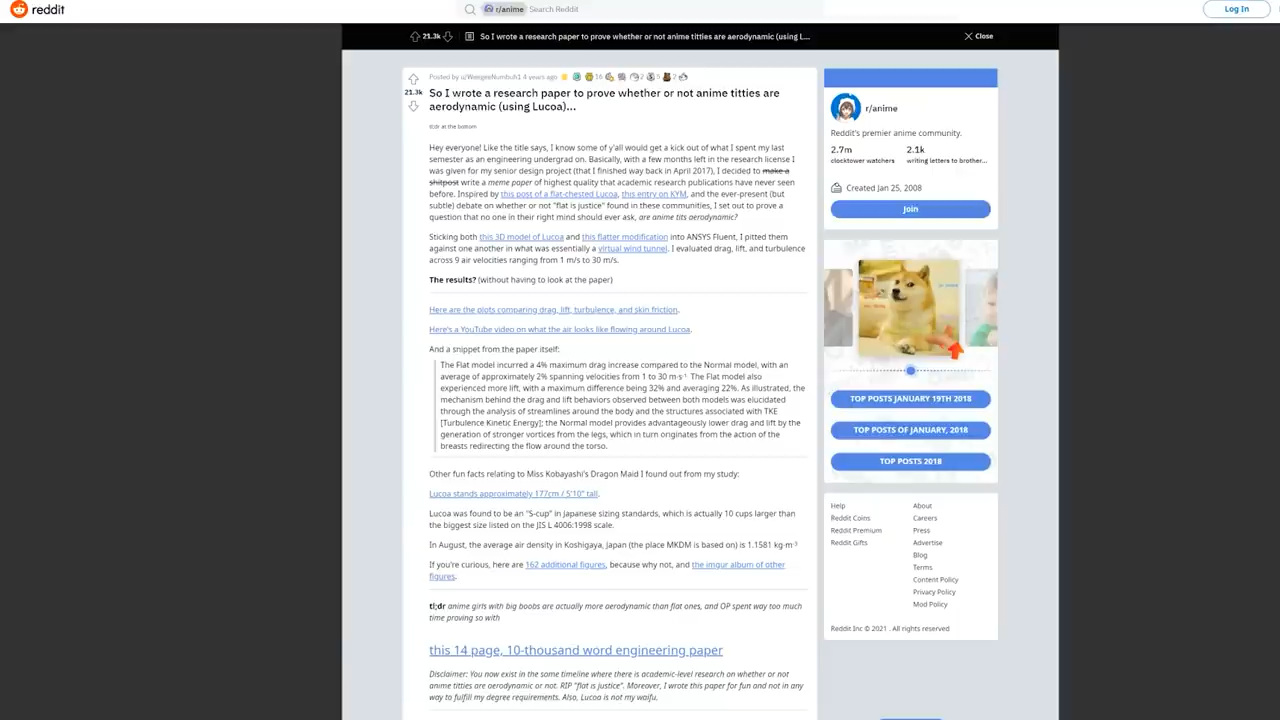 reddit
r/anime Search Reddit
Log In
21.3k So I wrote a research paper to prove whether or not anime titties are aerodynamic (using L...
Close
Posted by u/WeegeeNumbuh1 4 years ago 16 2 5 2
21.3k
So I wrote a research paper to prove whether or not anime titties are
aerodynamic (using Lucoa)...
tl;dr at the bottom
Hey everyone! Like the title says, I know some of y'all would get a kick out of what I spent my last
semester as an engineering undergrad on. Basically, with a few months left in the research license I
was given for my senior design project (that I finished way back in April 2017), I decided to make a
shitpost write a meme paper of highest quality that academic research publications have never seen
before. Inspired by this post of a flat-chested Lucoa, this entry on KYM, and the ever-present (but
subtle) debate on whether or not "flat is justice" found in these communities, I set out to prove a
question that no one in their right mind should ever ask, are anime tits aerodynamic?
Sticking both this 3D model of Lucoa and this flatter modification into ANSYS Fluent, I pitted them
against one another in what was essentially a virtual wind tunnel. I evaluated drag, lift, and turbulence
across 9 air velocities ranging from 1 m/s to 30 m/s.
The results? (without having to look at the paper)
Here are the plots comparing drag, lift, turbulence, and skin friction.
Here's a YouTube video on what the air looks like flowing around Lucoa.
And a snippet from the paper itself:
The Flat model incurred a 4% maximum drag increase compared to the Normal model, with an
average of approximately 2% spanning velocities from 1 to 30 m·s⁻¹ The Flat model also
experienced more lift, with a maximum difference being 32% and averaging 22%. As illustrated, the
mechanism behind the drag and lift behaviors observed between both models was elucidated
through the analysis of streamlines around the body and the structures associated with TKE
[Turbulence Kinetic Energy]; the Normal model provides advantageously lower drag and lift by the
generation of stronger vortices from the legs, which in turn originates from the action of the
breasts redirecting the flow around the torso.
Other fun facts relating to Miss Kobayashi's Dragon Maid I found out from my study:
Lucoa stands approximately 177cm / 5'10" tall.
Lucoa was found to be an "S-cup" in Japanese sizing standards, which is actually 10 cups larger than
the biggest size listed on the JIS L 4006:1998 scale.
In August, the average air density in Koshigaya, Japan (the place MKDM is based on) is 1.1581 kg·m⁻³
If you're curious, here are 162 additional figures, because why not, and the imgur album of other
figures.
tl;dr anime girls with big boobs are actually more aerodynamic than flat ones, and OP spent way too much
time proving so with
this 14 page, 10-thousand word engineering paper
Disclaimer: You now exist in the same timeline where there is academic-level research on whether or not
anime titties are aerodynamic or not. RIP "flat is justice". Moreover, I wrote this paper for fun and not in any
way to fulfill my degree requirements. Also, Lucoa is not my waifu.
r/anime
Reddit's premier anime community.
2.7m 2.1k
clocktower watchers writing letters to brother...
Created Jan 25, 2008
Join
TOP POSTS JANUARY 19TH 2018
TOP POSTS OF JANUARY, 2018
TOP POSTS 2018
Help About
Reddit Coins Careers
Reddit Premium Press
Reddit Gifts Advertise
Blog
Terms
Content Policy
Privacy Policy
Mod Policy
Reddit Inc © 2021 . All rights reserved